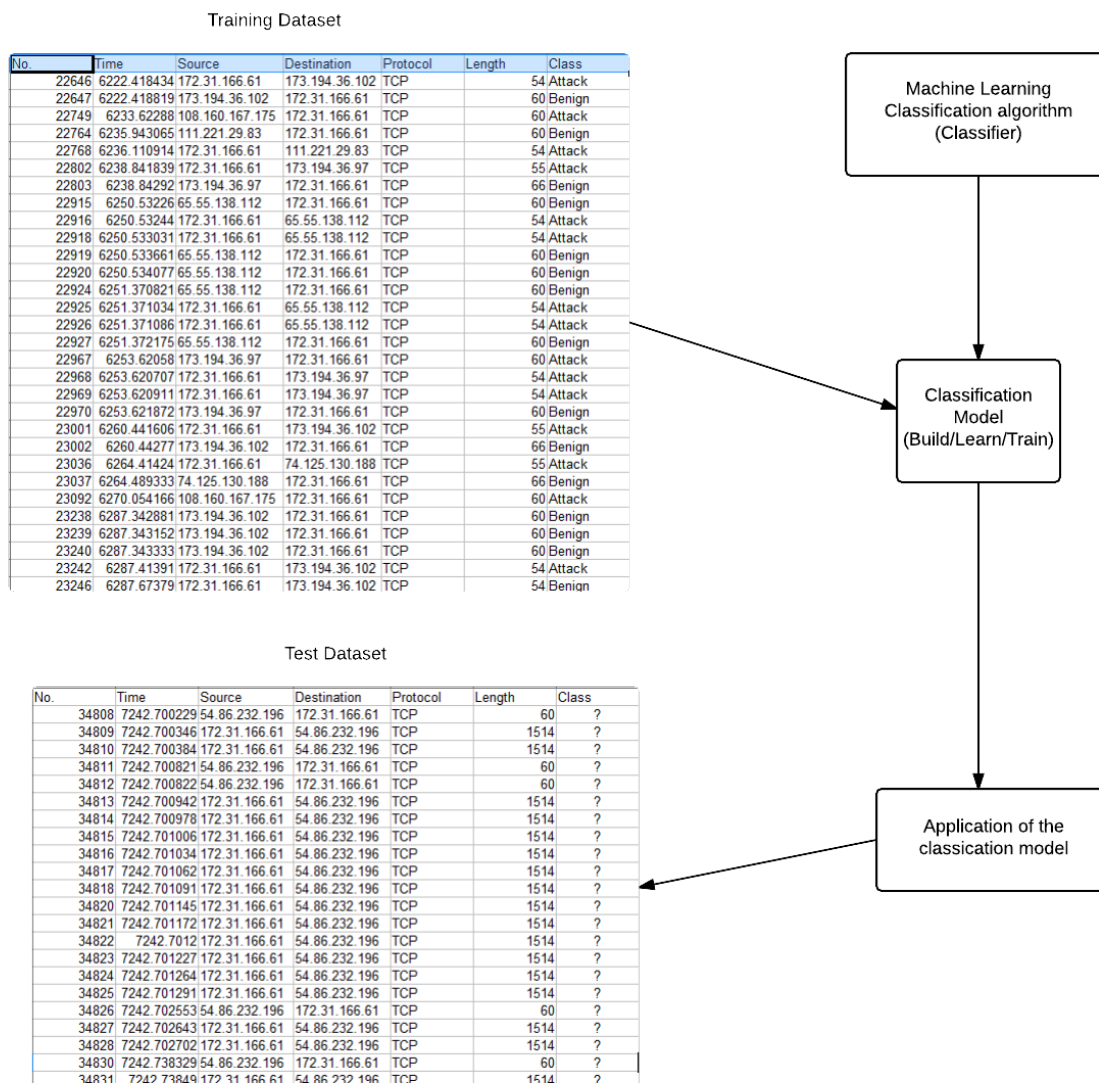 Training Dataset
No. Time Source Destination Protocol Length Class
22646 6222.418434 172.31.166.61 173.194.36.102 TCP 54 Attack
22647 6222.418819 173.194.36.102 172.31.166.61 TCP 60 Benign
22749 6233.62288 108.160.167.175 172.31.166.61 TCP 60 Attack
22764 6235.943065 111.221.29.83 172.31.166.61 TCP 60 Benign
22768 6236.110914 172.31.166.61 111.221.29.83 TCP 54 Attack
22802 6238.841839 172.31.166.61 173.194.36.97 TCP 55 Attack
22803 6238.84292 173.194.36.97 172.31.166.61 TCP 66 Benign
22915 6250.53226 65.55.138.112 172.31.166.61 TCP 60 Benign
22916 6250.53244 172.31.166.61 65.55.138.112 TCP 54 Attack
22918 6250.533031 172.31.166.61 65.55.138.112 TCP 54 Attack
22919 6250.533661 65.55.138.112 172.31.166.61 TCP 60 Benign
22920 6250.534077 65.55.138.112 172.31.166.61 TCP 60 Benign
22924 6251.370821 65.55.138.112 172.31.166.61 TCP 60 Benign
22925 6251.371034 172.31.166.61 65.55.138.112 TCP 54 Attack
22926 6251.371086 172.31.166.61 65.55.138.112 TCP 54 Attack
22927 6251.372175 65.55.138.112 172.31.166.61 TCP 60 Benign
22967 6253.62058 173.194.36.97 172.31.166.61 TCP 60 Attack
22968 6253.620707 172.31.166.61 173.194.36.97 TCP 54 Attack
22969 6253.620911 172.31.166.61 173.194.36.97 TCP 54 Attack
22970 6253.621872 173.194.36.97 172.31.166.61 TCP 60 Benign
23001 6260.441606 172.31.166.61 173.194.36.102 TCP 55 Attack
23002 6260.44277 173.194.36.102 172.31.166.61 TCP 66 Benign
23036 6264.41424 172.31.166.61 74.125.130.188 TCP 55 Attack
23037 6264.489333 74.125.130.188 172.31.166.61 TCP 66 Benign
23092 6270.054166 108.160.167.175 172.31.166.61 TCP 60 Attack
23238 6287.342881 173.194.36.102 172.31.166.61 TCP 60 Benign
23239 6287.343152 173.194.36.102 172.31.166.61 TCP 60 Benign
23240 6287.343333 173.194.36.102 172.31.166.61 TCP 60 Benign
23242 6287.41391 172.31.166.61 173.194.36.102 TCP 54 Attack
23246 6287.67379 172.31.166.61 173.194.36.102 TCP 54 Benign
Machine Learning
Classification algorithm
(Classifier)
Classification
Model
(Build/Learn/Train)
Application of the
classication model
Test Dataset
No. Time Source Destination Protocol Length Class
34808 7242.700229 54.86.232.196 172.31.166.61 TCP 60 ?
34809 7242.700346 172.31.166.61 54.86.232.196 TCP 1514 ?
34810 7242.700384 172.31.166.61 54.86.232.196 TCP 1514 ?
34811 7242.700821 54.86.232.196 172.31.166.61 TCP 60 ?
34812 7242.700822 54.86.232.196 172.31.166.61 TCP 60 ?
34813 7242.700942 172.31.166.61 54.86.232.196 TCP 1514 ?
34814 7242.700978 172.31.166.61 54.86.232.196 TCP 1514 ?
34815 7242.701006 172.31.166.61 54.86.232.196 TCP 1514 ?
34816 7242.701034 172.31.166.61 54.86.232.196 TCP 1514 ?
34817 7242.701062 172.31.166.61 54.86.232.196 TCP 1514 ?
34818 7242.701091 172.31.166.61 54.86.232.196 TCP 1514 ?
34820 7242.701145 172.31.166.61 54.86.232.196 TCP 1514 ?
34821 7242.701172 172.31.166.61 54.86.232.196 TCP 1514 ?
34822 7242.7012 172.31.166.61 54.86.232.196 TCP 1514 ?
34823 7242.701227 172.31.166.61 54.86.232.196 TCP 1514 ?
34824 7242.701264 172.31.166.61 54.86.232.196 TCP 1514 ?
34825 7242.701291 172.31.166.61 54.86.232.196 TCP 1514 ?
34826 7242.702553 54.86.232.196 172.31.166.61 TCP 60 ?
34827 7242.702643 172.31.166.61 54.86.232.196 TCP 1514 ?
34828 7242.702702 172.31.166.61 54.86.232.196 TCP 1514 ?
34830 7242.738329 54.86.232.196 172.31.166.61 TCP 60 ?
34831 7242.73849 172.31.166.61 54.86.232.196 TCP 1514 ?